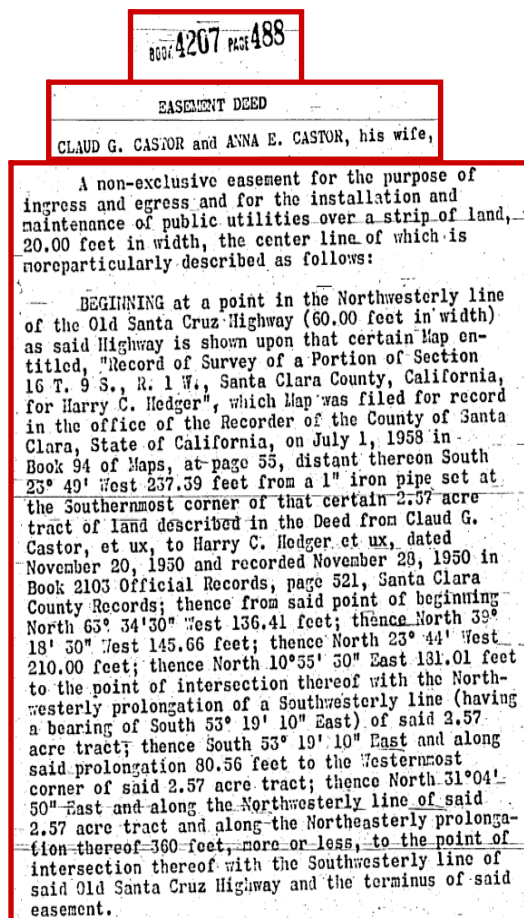 BOOK 4207 PAGE 488
EASEMENT DEED
CLAUD G. CASTOR and ANNA E. CASTOR, his wife,
A non-exclusive easement for the purpose of
ingress and egress and for the installation and
maintenance of public utilities over a strip of land,
20.00 feet in width, the center line of which is
moreparticularly described as follows:
BEGINNING at a point in the Northwesterly line
of the Old Santa Cruz Highway (60.00 feet in width)
as said Highway is shown upon that certain Map en-
titled, "Record of Survey of a Portion of Section
16 T. 9 S., R. 1 W., Santa Clara County, California,
for Harry C. Hedger", which Map was filed for record
in the office of the Recorder of the County of Santa
Clara, State of California, on July 1, 1958 in
Book 94 of Maps, at page 55, distant thereon South
23° 49' West 237.39 feet from a 1" iron pipe set at
the Southernmost corner of that certain 2.57 acre
tract of land described in the Deed from Claud G.
Castor, et ux, to Harry C. Hedger et ux, dated
November 20, 1950 and recorded November 28, 1950 in
Book 2103 Official Records, page 521, Santa Clara
County Records; thence from said point of beginning
North 63° 34'30" West 136.41 feet; thence North 39°
18' 30" West 145.66 feet; thence North 23° 44' West
210.00 feet; thence North 10°55' 30" East 131.01 feet
to the point of intersection thereof with the North-
westerly prolongation of a Southwesterly line (having
a bearing of South 53° 19' 10" East) of said 2.57
acre tract; thence South 53° 19' 10" East and along
said prolongation 80.56 feet to the Westernmost
corner of said 2.57 acre tract; thence North 31°04'
50" East and along the Northwesterly line of said
2.57 acre tract and along the Northeasterly prolonga-
tion thereof 360 feet, more or less, to the point of
intersection thereof with the Southwesterly line of
said Old Santa Cruz Highway and the terminus of said
easement.